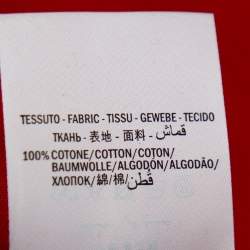 TESSUTO - FABRIC - TISSU - GEWEBE - TECIDO
ТКАНЬ - 表地 - 面料 - قماش
100% COTONE/COTTON/COTON/
BAUMWOLLE/ALGODÓN/ALGODÃO/
ХЛОПОК/綿/棉/ قطن